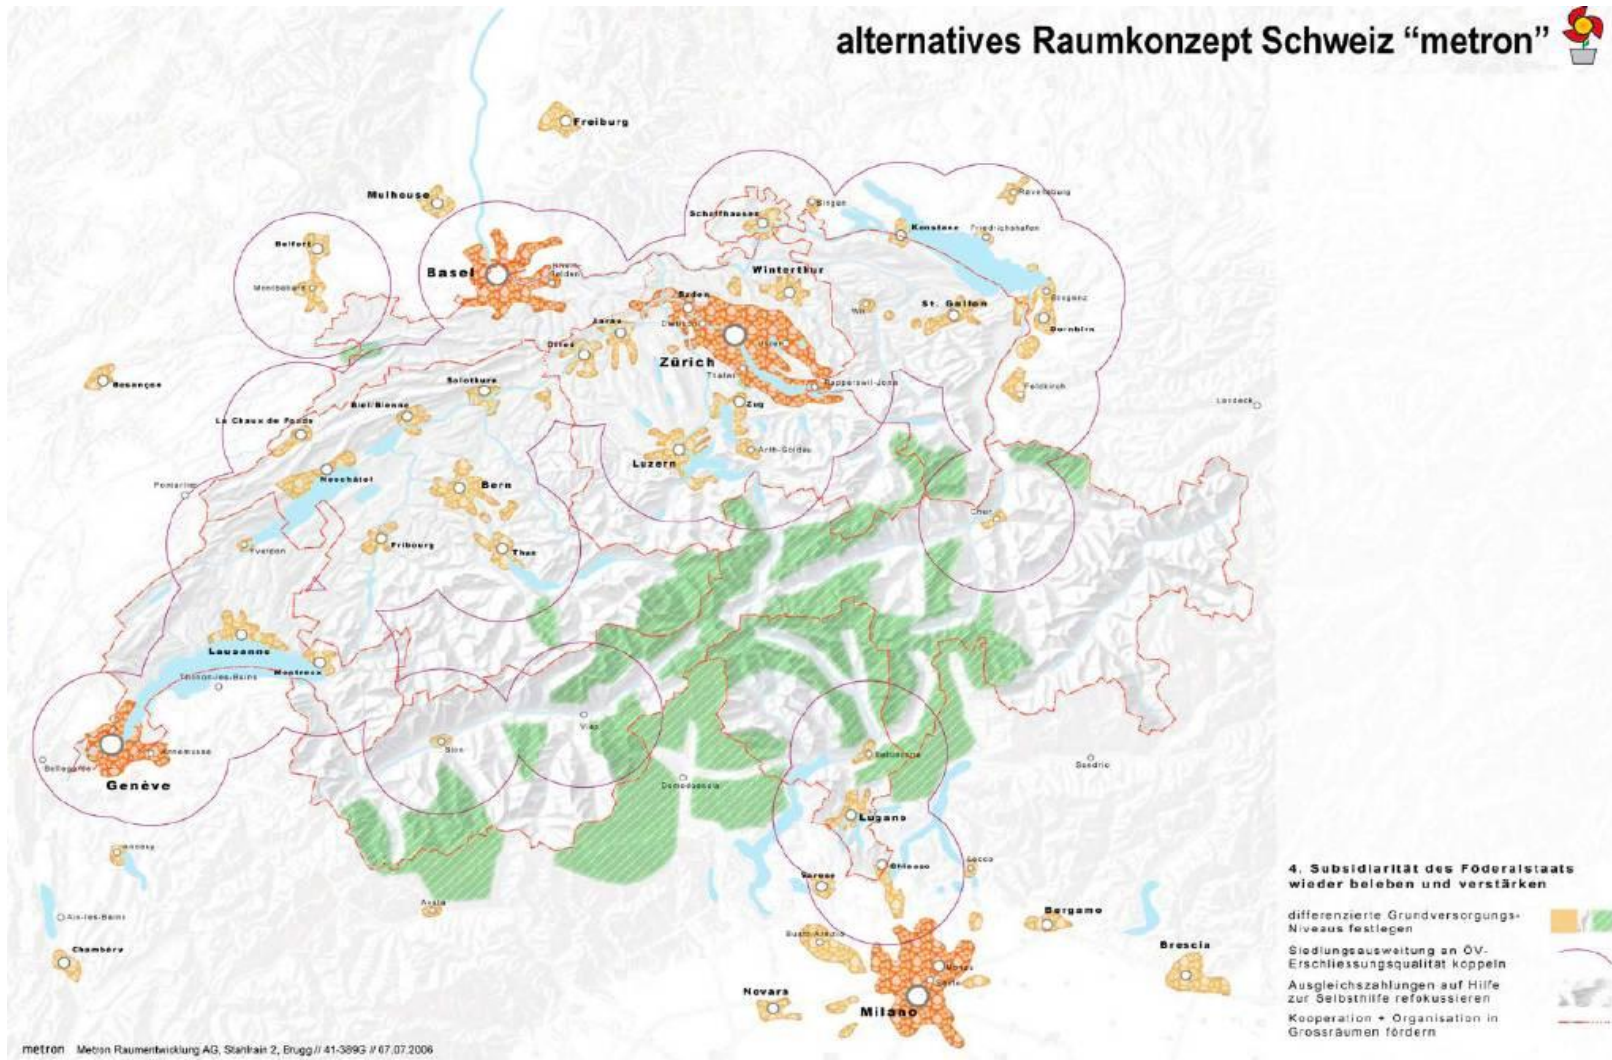 alternatives Raumkonzept Schweiz “metron”
Freiburg
Mulhouse
Ravensburg
Singen
Schaffhausen
Konstanz
Friedrichshafen
Belfort
Basel
Winterthur
Baden
St. Gallen
Bregenz
Wil
Dornbirn
Aarau
Olten
Zürich
Besançon
Solothurn
Thalwil
Rapperswil-Jona
Feldkirch
Landeck
Biel/Bienne
Zug
La Chaux de Fonds
Luzern
Arth-Goldau
Pontarlier
Neuchâtel
Bern
Chur
Yverdon
Fribourg
Thun
Lausanne
Montreux
Thonon-les-Bains
Visp
Sion
Annemasse
Bellinzona
Bellegarde
Sondrio
Genève
Domodossola
Lugano
Annecy
Chiasso
Lecco
Varese
Aosta
Aix-les-Bains
Bergamo
Busto Arsizio
Chambéry
Brescia
Monza
Novara
Milano
4. Subsidiarität des Föderalstaats
wieder beleben und verstärken
differenzierte Grundversorgungs-
Niveaus festlegen
Siedlungsausweitung an ÖV-
Erschliessungsqualität koppeln
Ausgleichszahlungen auf Hilfe
zur Selbsthilfe refokussieren
Kooperation + Organisation in
Grossräumen fördern
metron Metron Raumentwicklung AG, Stahlrain 2, Brugg // 41-389G // 67.07.2006